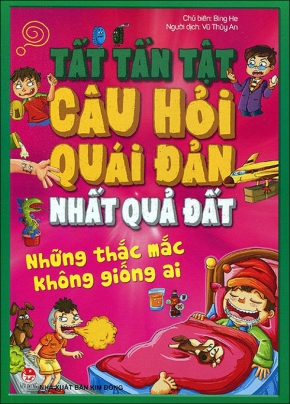 Chủ biên: Bing He
Người dịch: Vũ Thúy An
TẤT TẦN TẬT
CÂU HỎI
QUÁI ĐẢN
NHẤT QUẢ ĐẤT
Những thắc mắc
không giống ai
NHÀ XUẤT BẢN KIM ĐỒNG